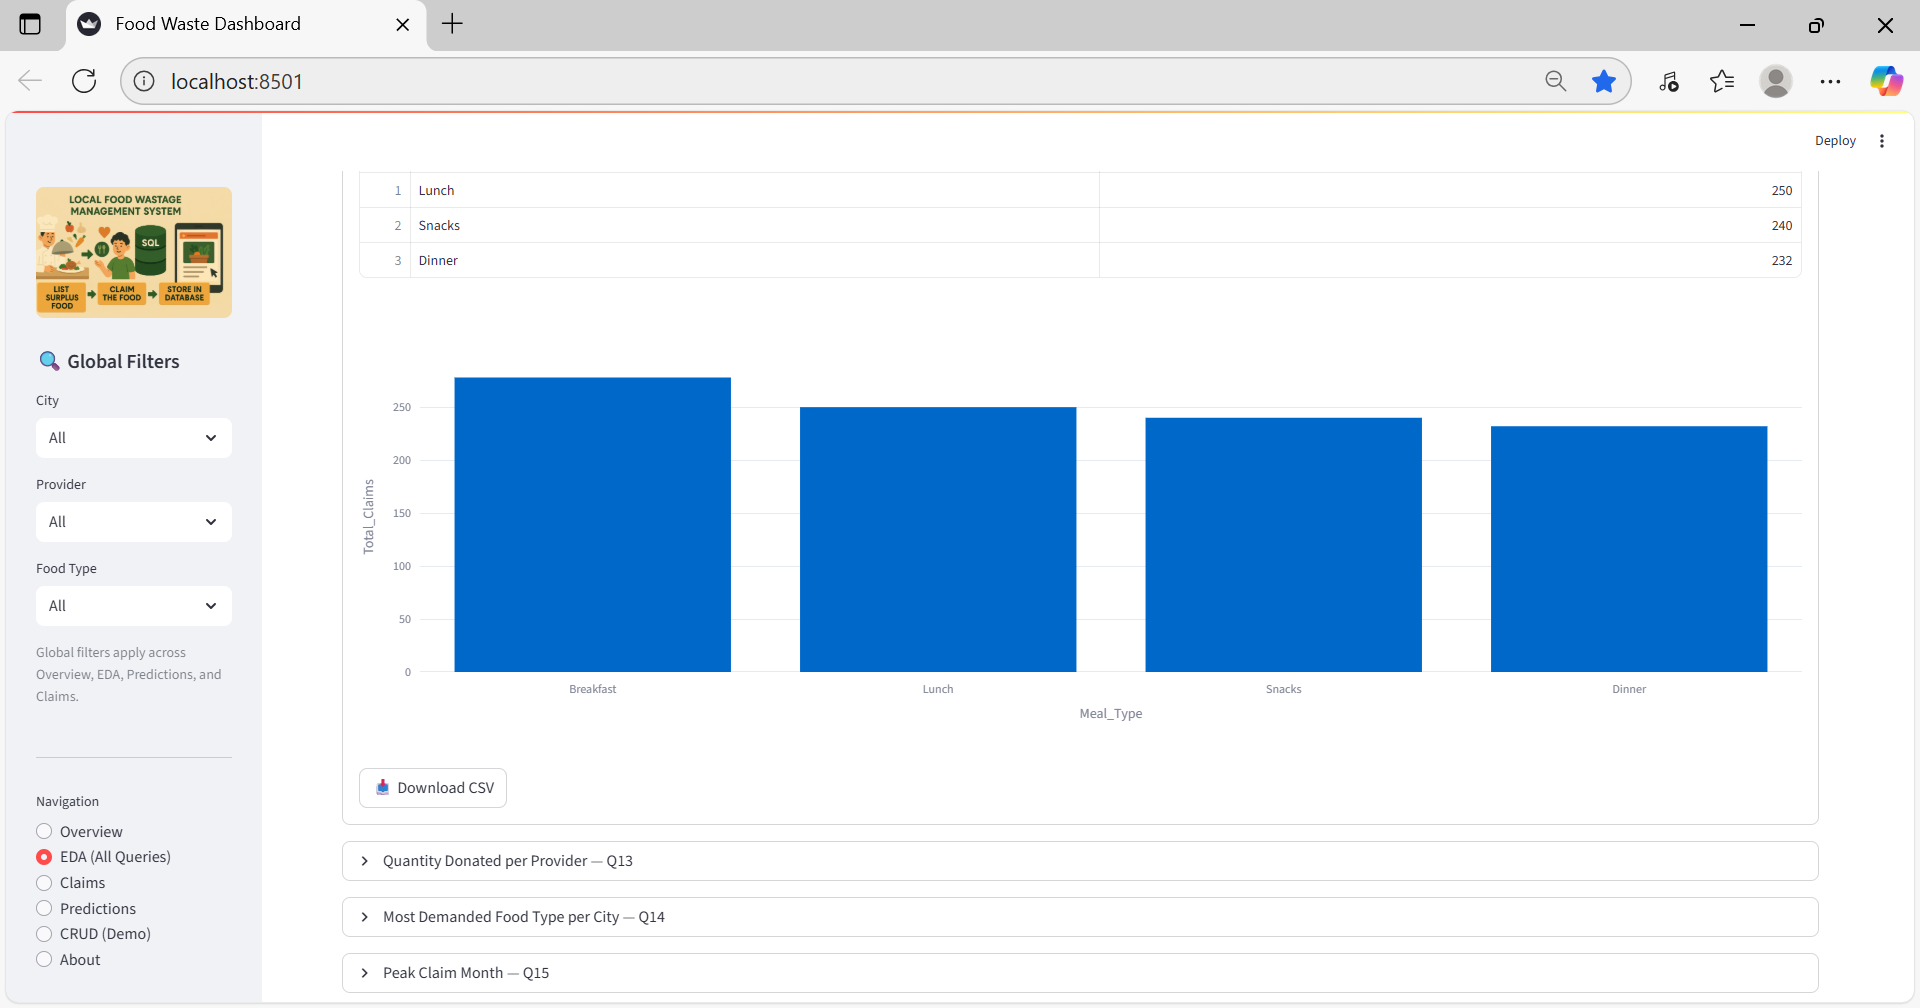 Food Waste Dashboard
localhost:8501
Deploy
LOCAL FOOD WASTAGE
MANAGEMENT SYSTEM
SQL
LIST
SURPLUS
FOOD
CLAIM
THE FOOD
STORE IN
DATABASE
🔍 Global Filters
City
All
Provider
All
Food Type
All
Global filters apply across
Overview, EDA, Predictions, and
Claims.
Navigation
Overview
EDA (All Queries)
Claims
Predictions
CRUD (Demo)
About
1 Lunch 250
2 Snacks 240
3 Dinner 232
Total_Claims
250
200
150
100
50
0
Breakfast Lunch Snacks Dinner
Meal_Type
📥 Download CSV
Quantity Donated per Provider — Q13
Most Demanded Food Type per City — Q14
Peak Claim Month — Q15